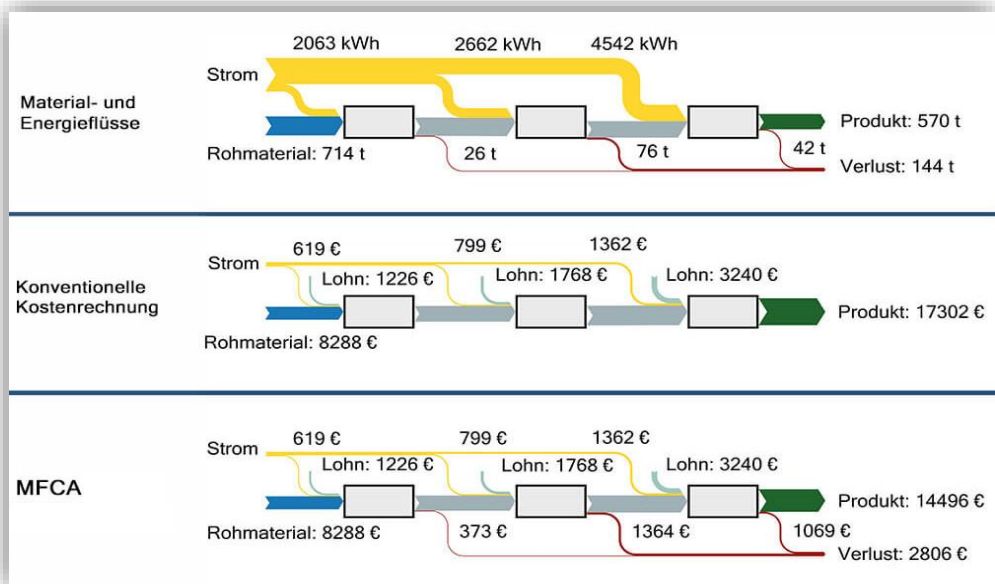 Material- und
Energieflüsse
2063 kWh
2662 kWh
4542 kWh
Strom
Rohmaterial: 714 t
26 t
76 t
42 t
Produkt: 570 t
Verlust: 144 t
Konventionelle
Kostenrechnung
619 €
799 €
1362 €
Strom
Lohn: 1226 €
Lohn: 1768 €
Lohn: 3240 €
Rohmaterial: 8288 €
Produkt: 17302 €
MFCA
619 €
799 €
1362 €
Strom
Lohn: 1226 €
Lohn: 1768 €
Lohn: 3240 €
Rohmaterial: 8288 €
373 €
1364 €
1069 €
Produkt: 14496 €
Verlust: 2806 €